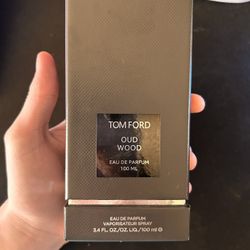 TOM FORD
OUD
WOOD
EAU DE PARFUM
100 ML
EAU DE PARFUM
VAPORISATEUR SPRAY
3.4 FL. OZ./OZ. LIQ./100 ml ℮